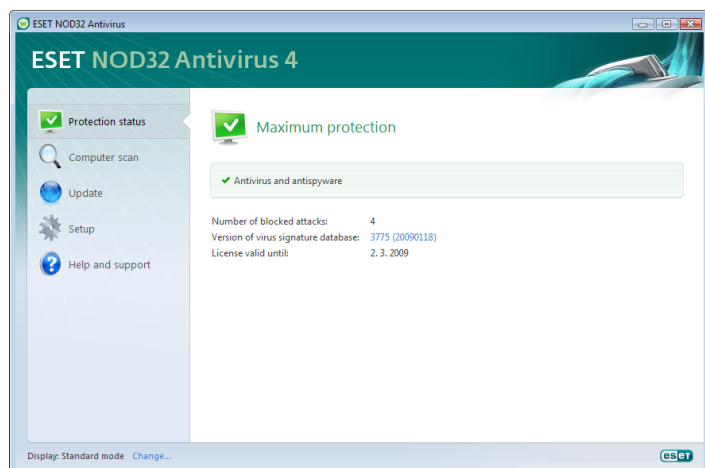 ESET NOD32 Antivirus
ESET NOD32 Antivirus 4
Protection status
Computer scan
Update
Setup
Help and support
Maximum protection
Antivirus and antispyware
Number of blocked attacks: 4
Version of virus signature database: 3775 (20090118)
License valid until: 2. 3. 2009
Display: Standard mode Change...
eset